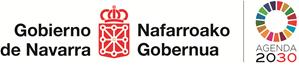 Gobierno
de Navarra
Nafarroako
Gobernua
AGENDA
2030